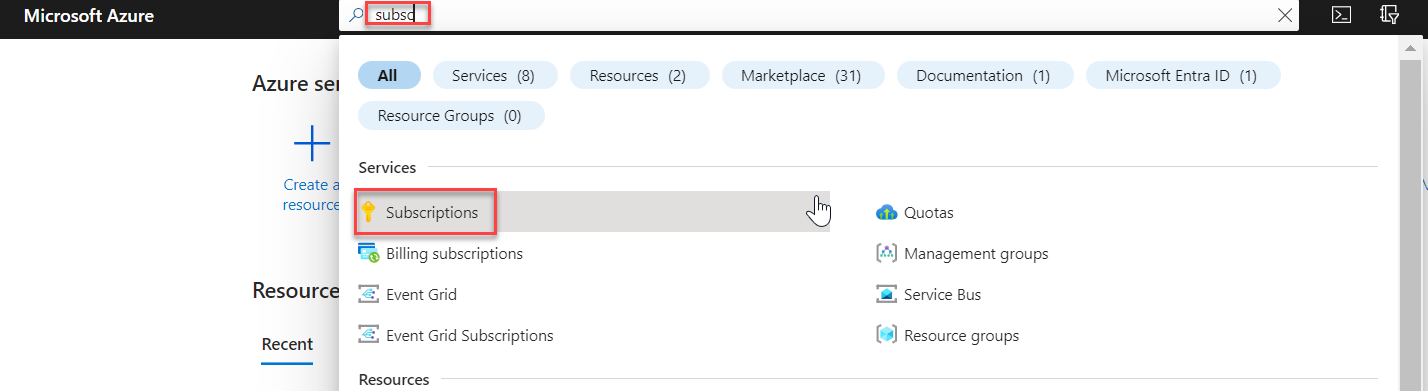 Microsoft Azure
subsc
All
Services (8)
Resources (2)
Marketplace (31)
Documentation (1)
Microsoft Entra ID (1)
Resource Groups (0)
Azure ser
Create a
resource
Services
Subscriptions
Quotas
Billing subscriptions
Management groups
Event Grid
Service Bus
Event Grid Subscriptions
Resource groups
Resource
Recent
Resources